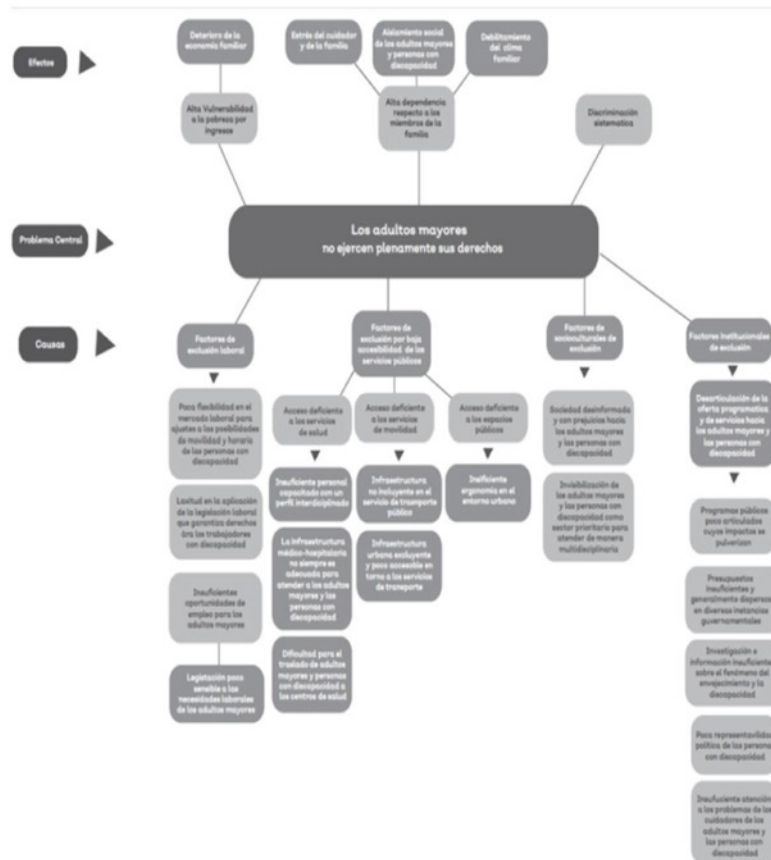 Efectos
Deterioro de la
economía familiar
Estrés del cuidador
y de la familia
Aislamiento social
de los adultos mayores
y personas con
discapacidad
Debilitamiento
del clima
familiar
Alta Vulnerabilidad
a la pobreza por
ingresos
Alta dependencia
respecto a los
miembros de la
familia
Discriminación
sistematica
Problema Central
Los adultos mayores
no ejercen plenamente sus derechos
Causas
Factores de
exclusión laboral
Factores de
exclusión por baja
accesibilidad de los
servicios públicos
Factores de
socioculturales de
exclusión
Factores institucionales
de exclusión
Poca flexibilidad en el
mercado laboral para
ajustes a las posibilidades
de movilidad y horario
de las personas con
discapacidad
Laxitud en la aplicación
de la legislación laboral
que garantiza derechos
óra los trabajadores
con discapacidad
Insuficientes
oportunidades de
empleo para los
adultos mayores
Legislación poco
sensible a las
necesidades laborales
de los adultos mayores
Acceso deficiente
a los servicios
de salud
Insuficiente personal
capacitado con un
perfil interdiciplinado
La infraestructura
médico-hospitalaria
no siempre es
adecuada para
atender a los adultos
mayores y las
personas con
discapacidad
Dificultad para el
traslado de adultos
mayores y personas
con discapacidad a
los centros de salud
Acceso deficiente
a los servicios
de movilidad
Infraestructura
no incluyente en el
servicio de transporte
público
Infraestructura
urbana excluyente y
poco accesible en
torno a los servicios
de transporte
Acceso deficiente
a los espacios
públicos
Ineficiente
ergonomía en el
entorno urbano
Sociedad desinformada
y con prejuicios hacia
los adultos mayores
y las personas con
discapacidad
Invisibilización de
los adultos mayores
y las personas con
discapacidad como
sector prioritario para
atender de manera
multidisciplinaria
Desarticulación de la
oferta programatica
y de servicios hacia
los adultos mayores y
las personas con
discapacidad
Programas públicos
poco articulados
cuyos impactos se
pulverizan
Presupuestos
insuficientes y
generalmente dispersos
en diversas instancias
guvernamentales
Investigación e
información insuficientes
sobre el fenómeno del
envejecimiento y la
discapacidad
Poca representavilidad
política de las personas
con discapacidad
Insufuciente atención
a los problemas de los
cuidadores de los
adultos mayores y
las personas con
discapacidad